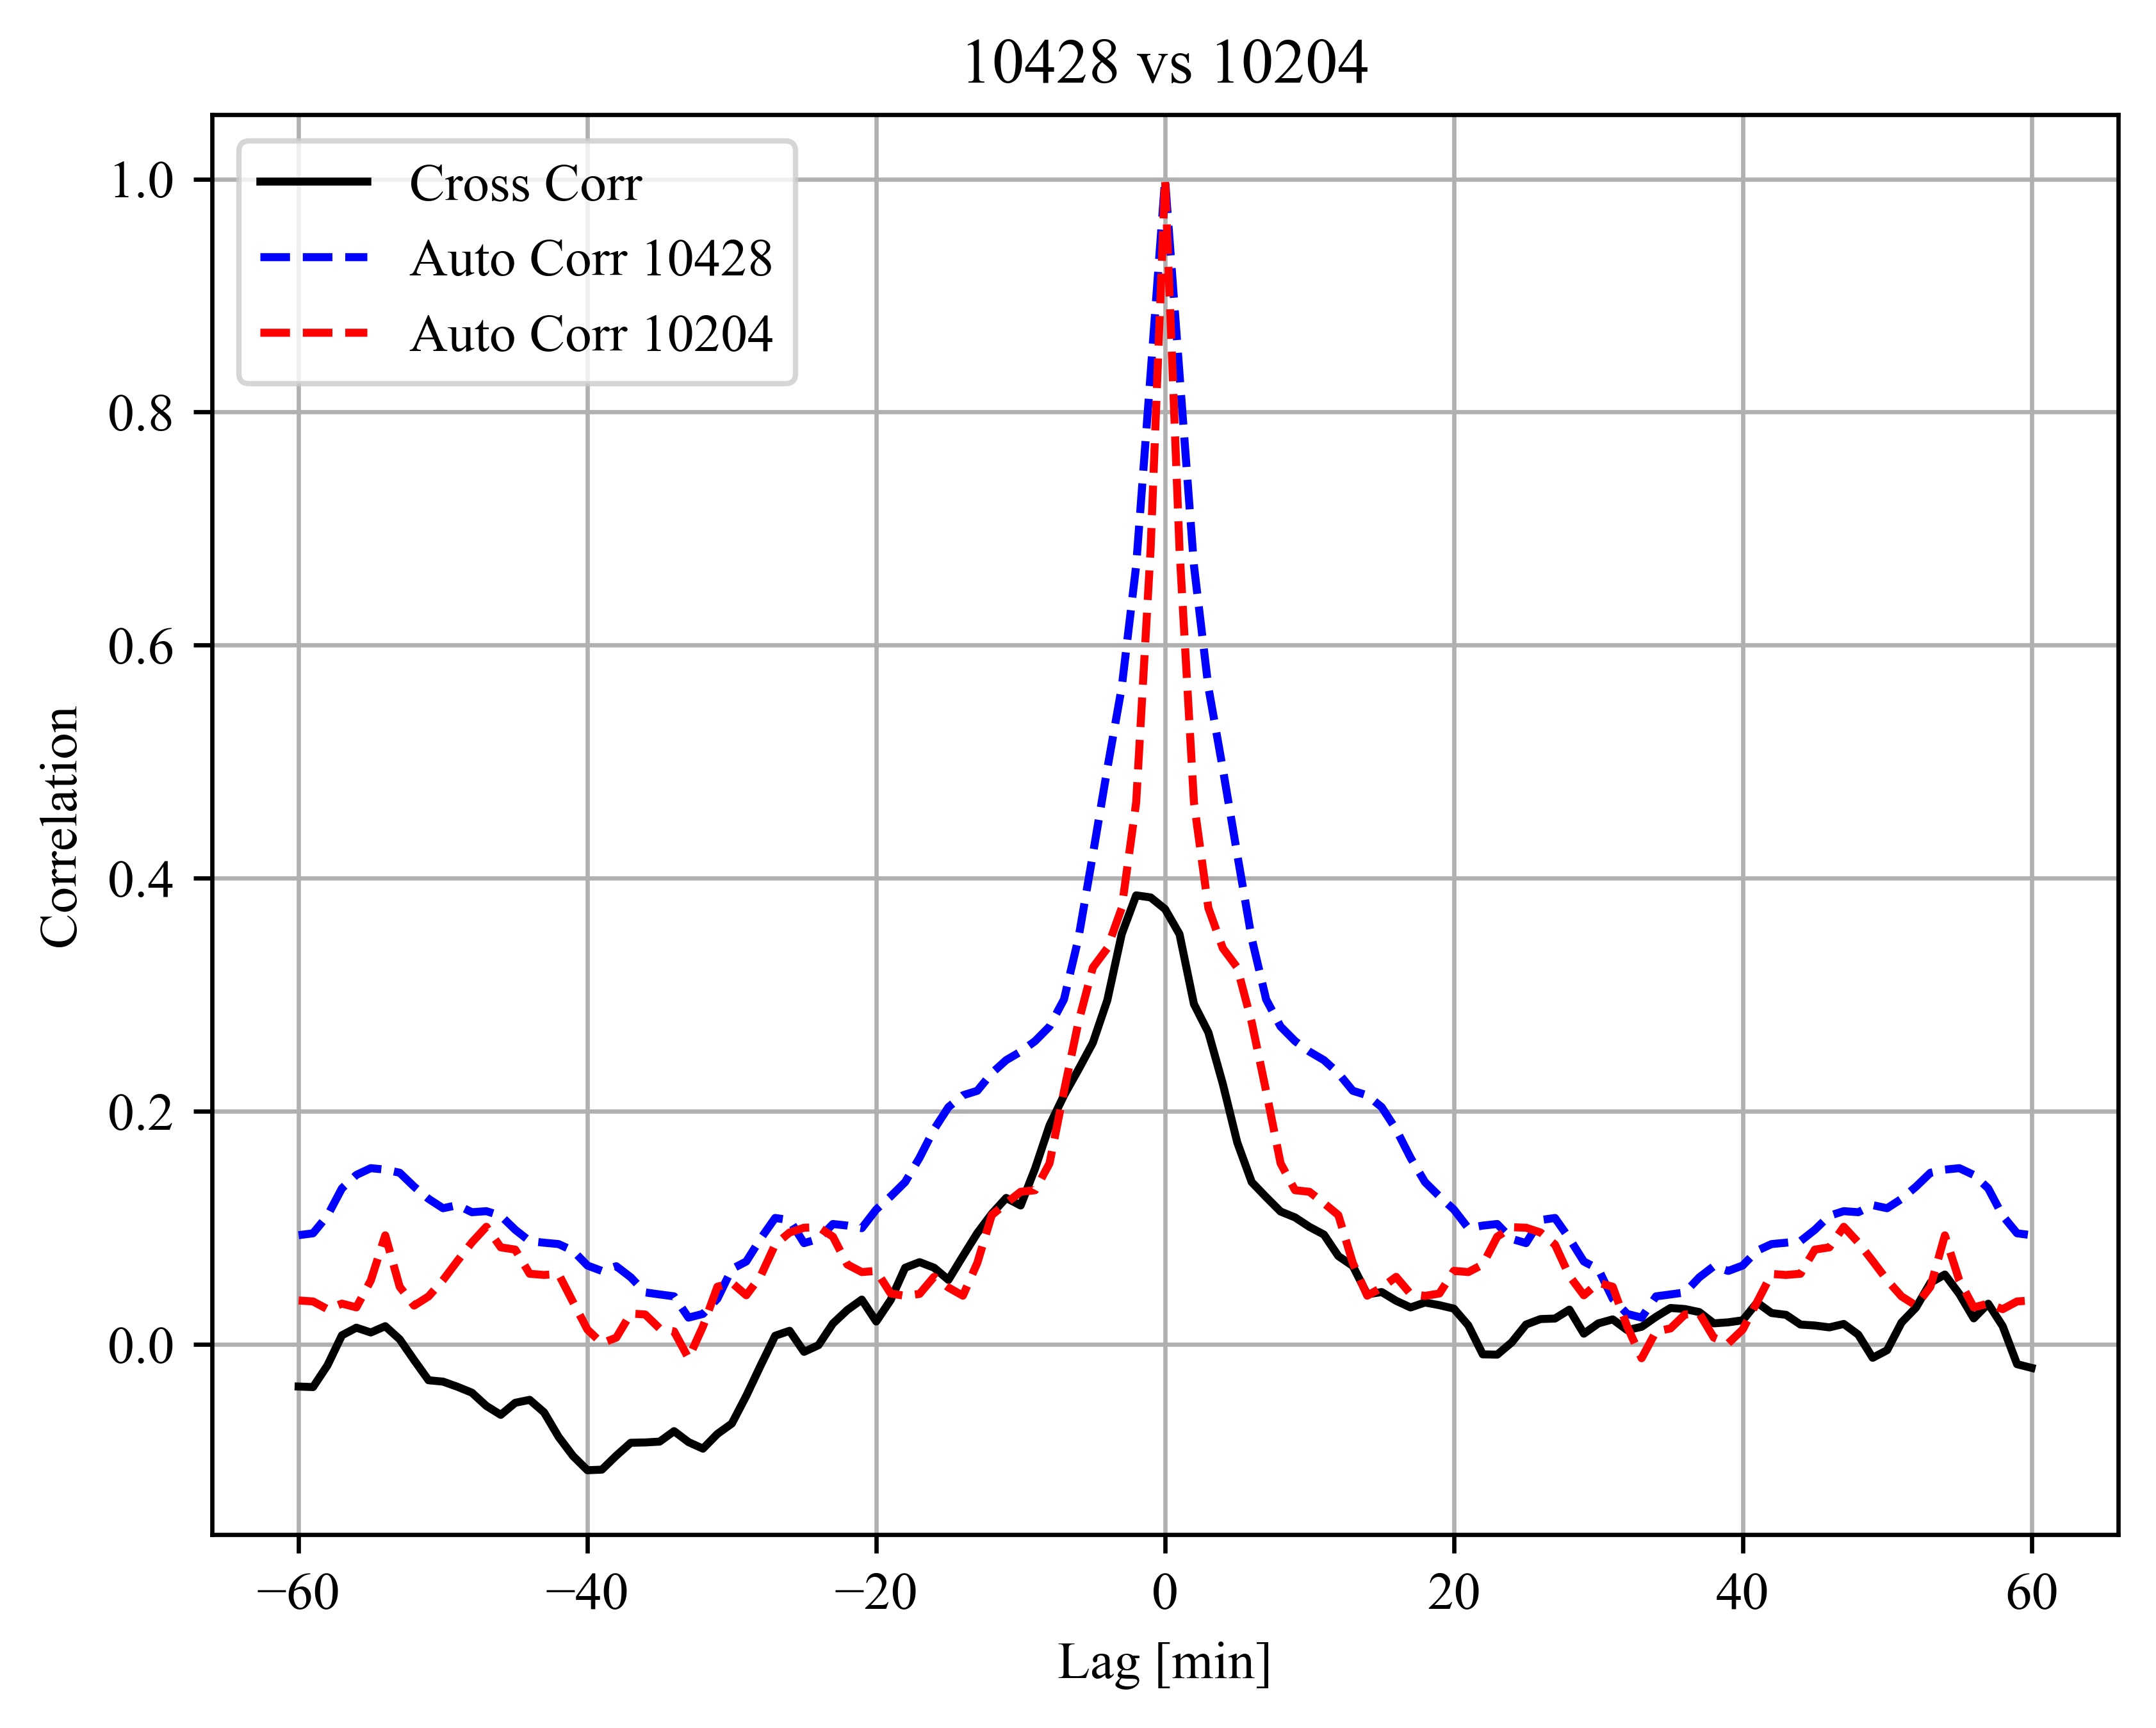 10428 vs 10204
Cross Corr
Auto Corr 10428
Auto Corr 10204
1.0
0.8
0.6
0.4
0.2
0.0
Correlation
−60 −40 −20 0 20 40 60
Lag [min]